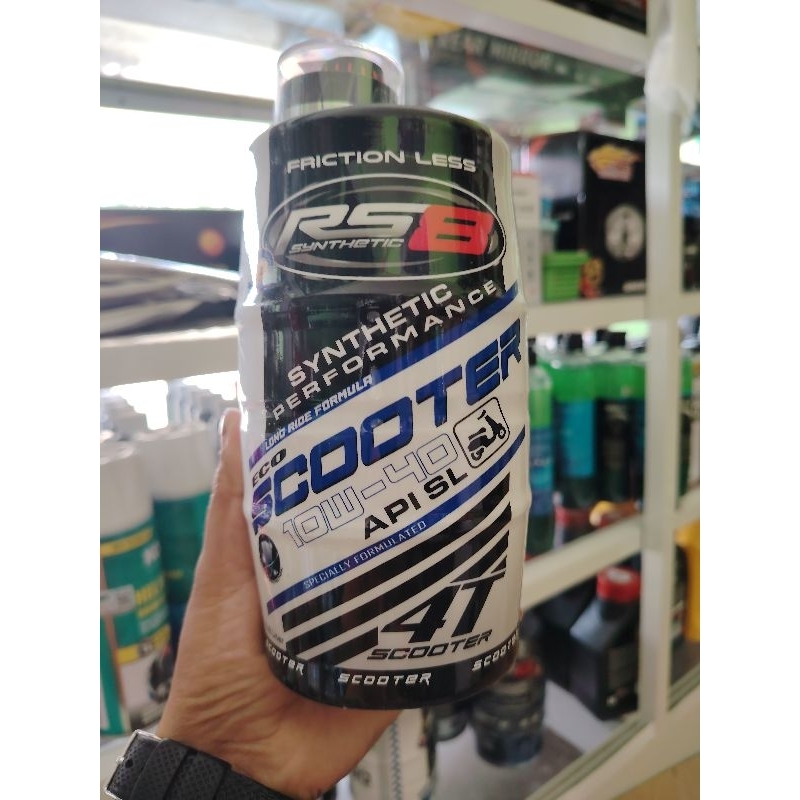 FRICTION LESS
RS8
SYNTHETIC
SYNTHETIC
PERFORMANCE
LONG RIDE FORMULA
ECO
SCOOTER
10W-40
API SL
SPECIALLY FORMULATED
4T
SCOOTER
SCOOTER SCOOTER SCOOTER